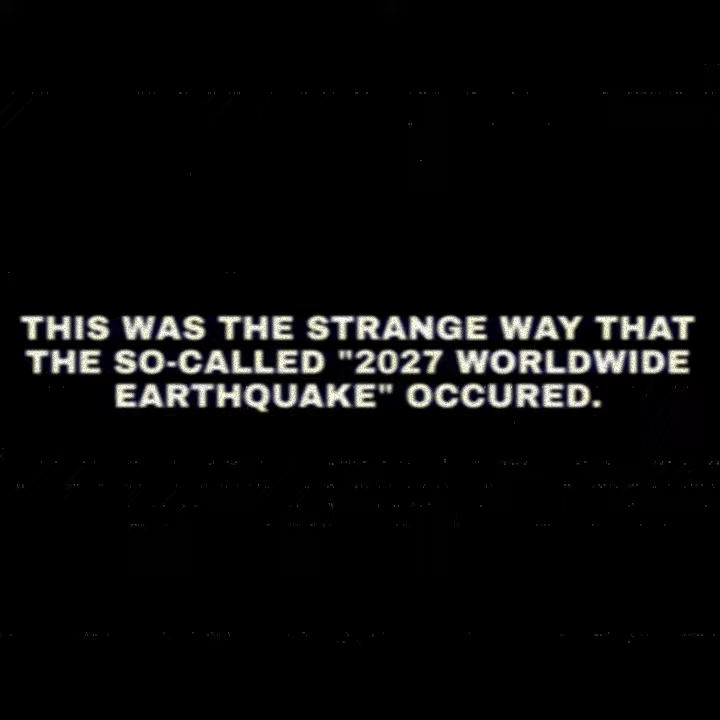 THIS WAS THE STRANGE WAY THAT
THE SO-CALLED "2027 WORLDWIDE
EARTHQUAKE" OCCURED.